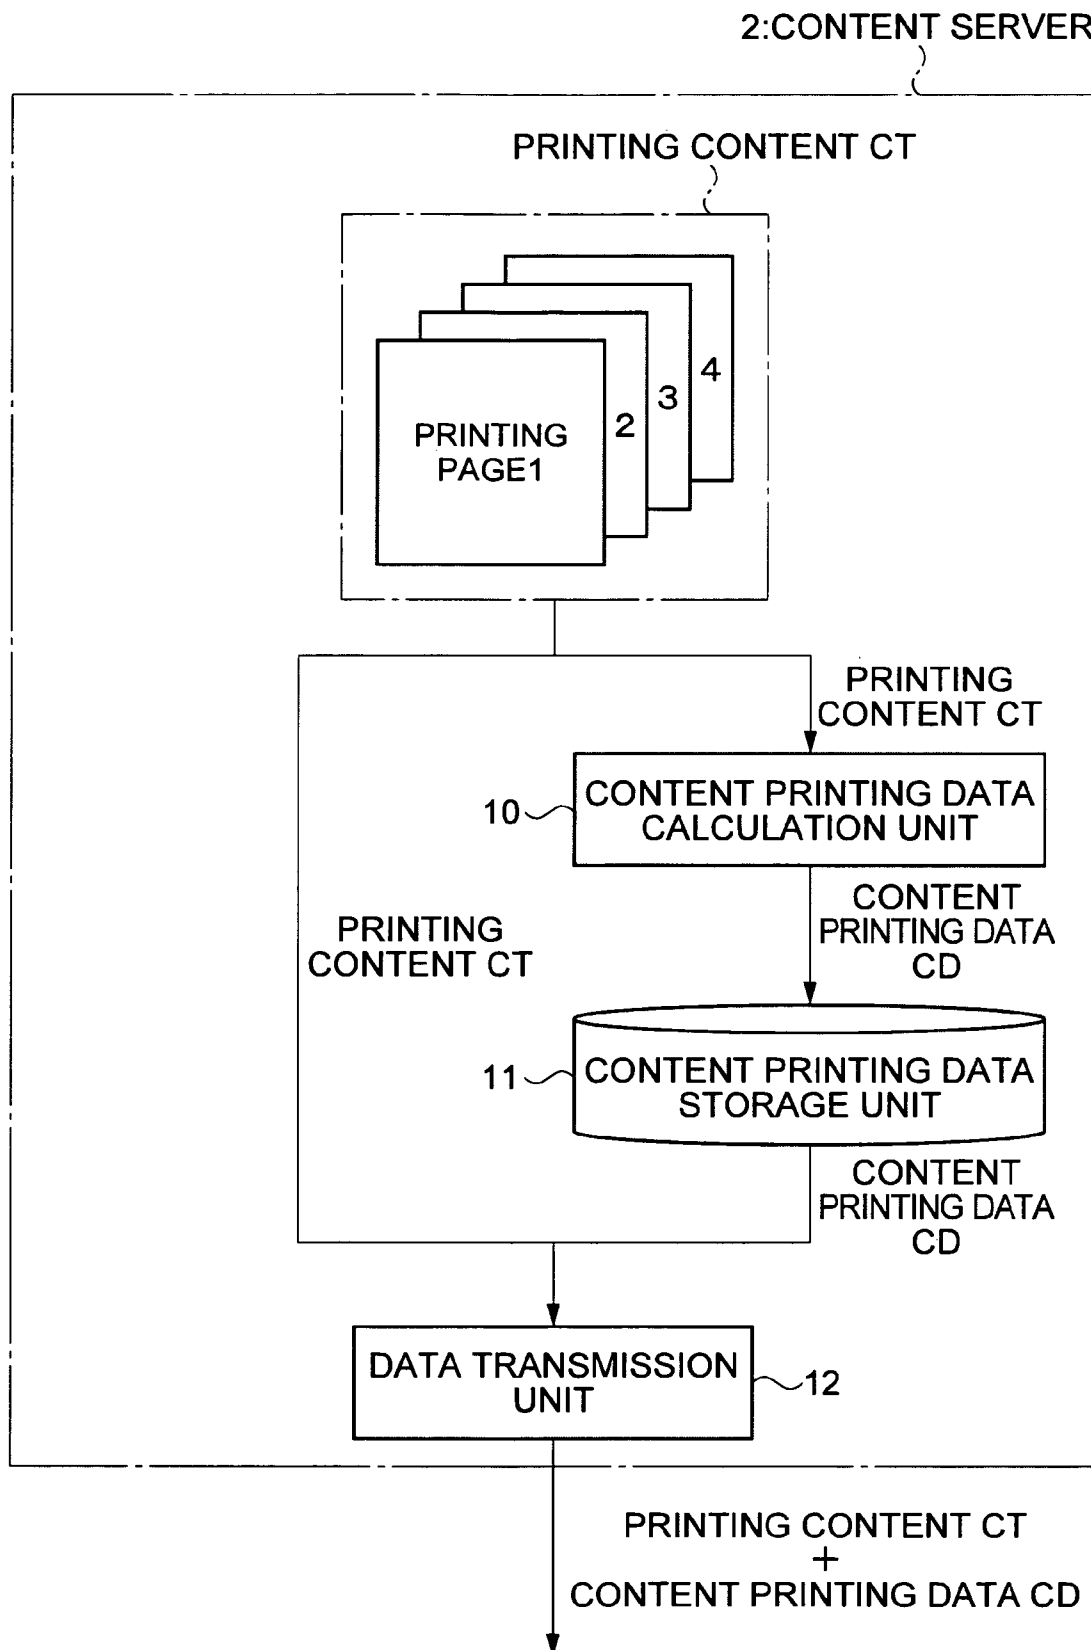 2:CONTENT SERVER
PRINTING CONTENT CT
4
3
2
PRINTING
PAGE1
PRINTING
CONTENT CT
10
CONTENT PRINTING DATA
CALCULATION UNIT
CONTENT
PRINTING DATA
CD
PRINTING
CONTENT CT
11
CONTENT PRINTING DATA
STORAGE UNIT
CONTENT
PRINTING DATA
CD
DATA TRANSMISSION
UNIT
12
PRINTING CONTENT CT
+
CONTENT PRINTING DATA CD